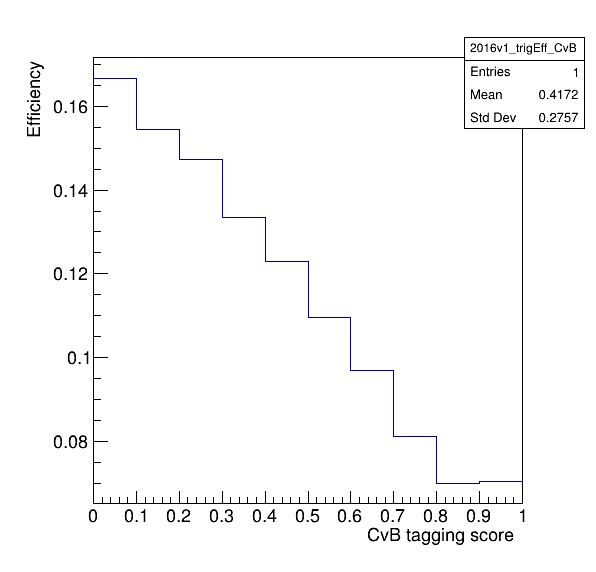 2016v1_trigEff_CvB
Entries 1
Mean 0.4172
Std Dev 0.2757
Efficiency
0.16
0.14
0.12
0.1
0.08
0 0.1 0.2 0.3 0.4 0.5 0.6 0.7 0.8 0.9 1
CvB tagging score